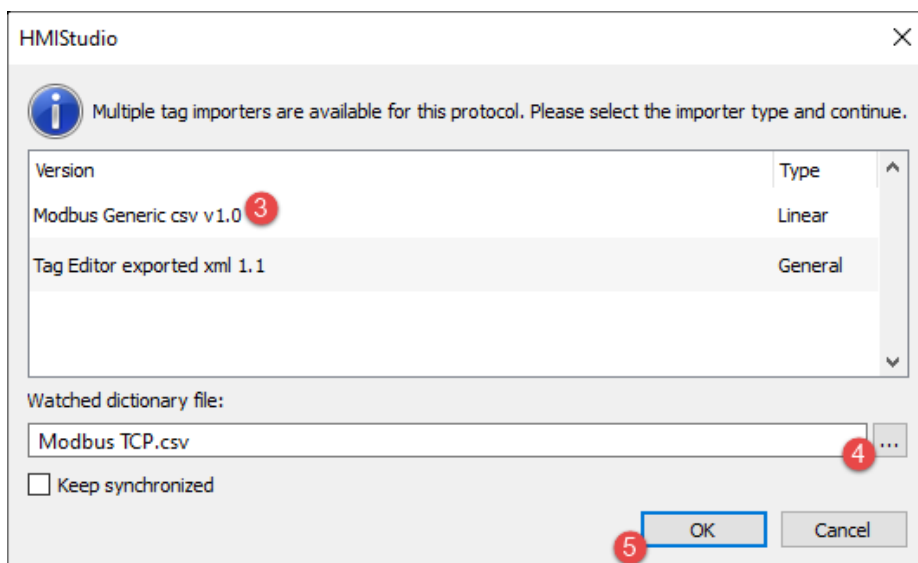 HMIStudio
Multiple tag importers are available for this protocol. Please select the importer type and continue.
Version Type
Modbus Generic csv v1.0 3 Linear
Tag Editor exported xml 1.1 General
Watched dictionary file:
Modbus TCP.csv
4 ...
Keep synchronized
5 OK Cancel